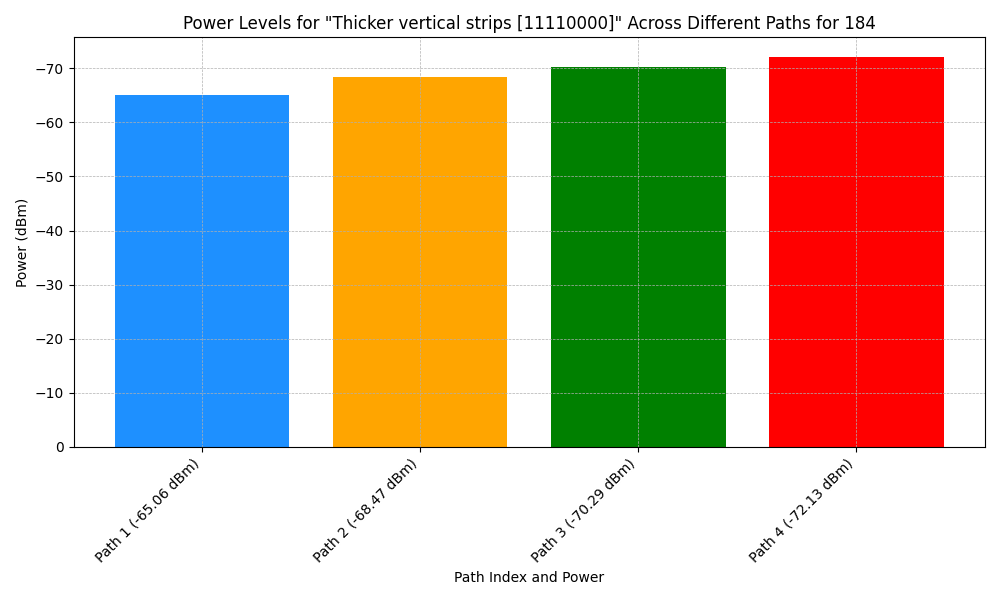 Power Levels for "Thicker vertical strips [11110000]" Across Different Paths for 184
Power (dBm)
−70
−60
−50
−40
−30
−20
−10
0
Path 1 (-65.06 dBm)
Path 2 (-68.47 dBm)
Path 3 (-70.29 dBm)
Path 4 (-72.13 dBm)
Path Index and Power